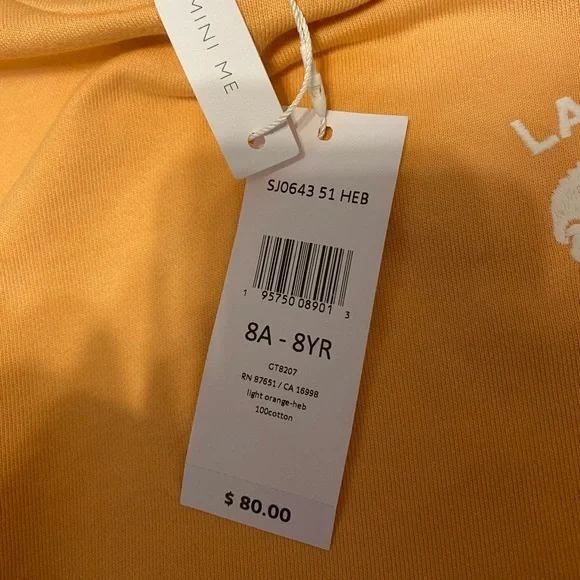 MINI ME
SJ0643 51 HEB
1 95750 08901 3
8A - 8YR
GT8207
RN 87651 / CA 16998
light orange-heb
100cotton
$ 80.00
LA